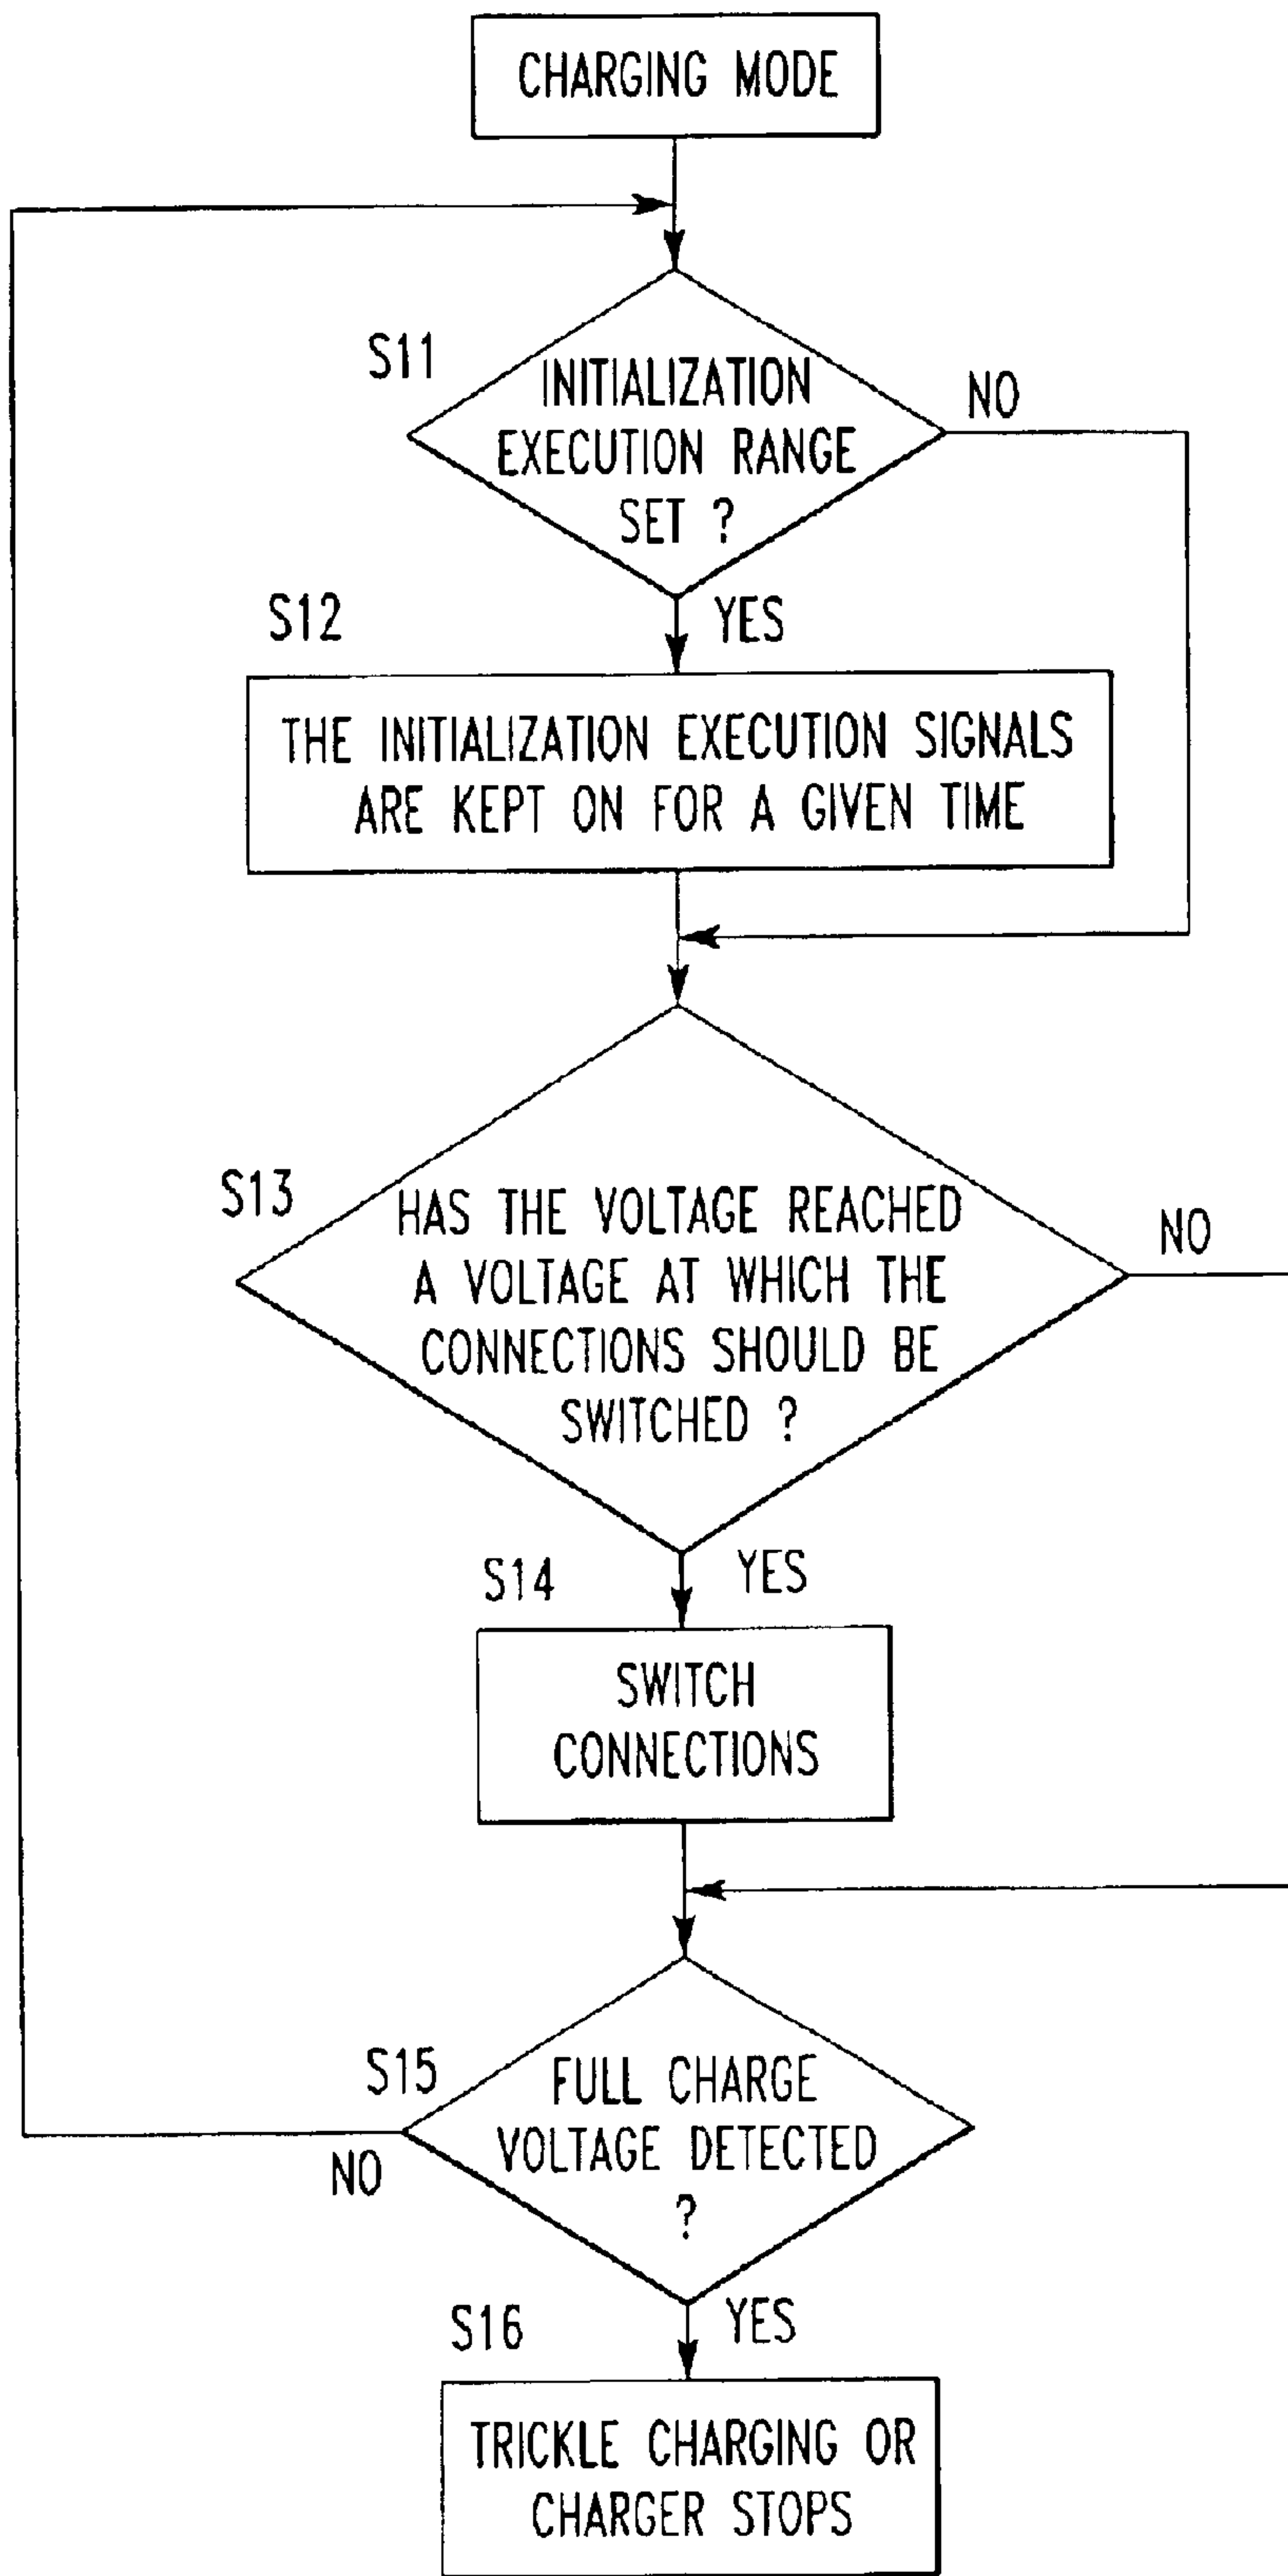 CHARGING MODE
S11
INITIALIZATION
EXECUTION RANGE
SET ?
NO
YES
S12
THE INITIALIZATION EXECUTION SIGNALS
ARE KEPT ON FOR A GIVEN TIME
S13
HAS THE VOLTAGE REACHED
A VOLTAGE AT WHICH THE
CONNECTIONS SHOULD BE
SWITCHED ?
NO
YES
S14
SWITCH
CONNECTIONS
S15
FULL CHARGE
VOLTAGE DETECTED
?
NO
YES
S16
TRICKLE CHARGING OR
CHARGER STOPS